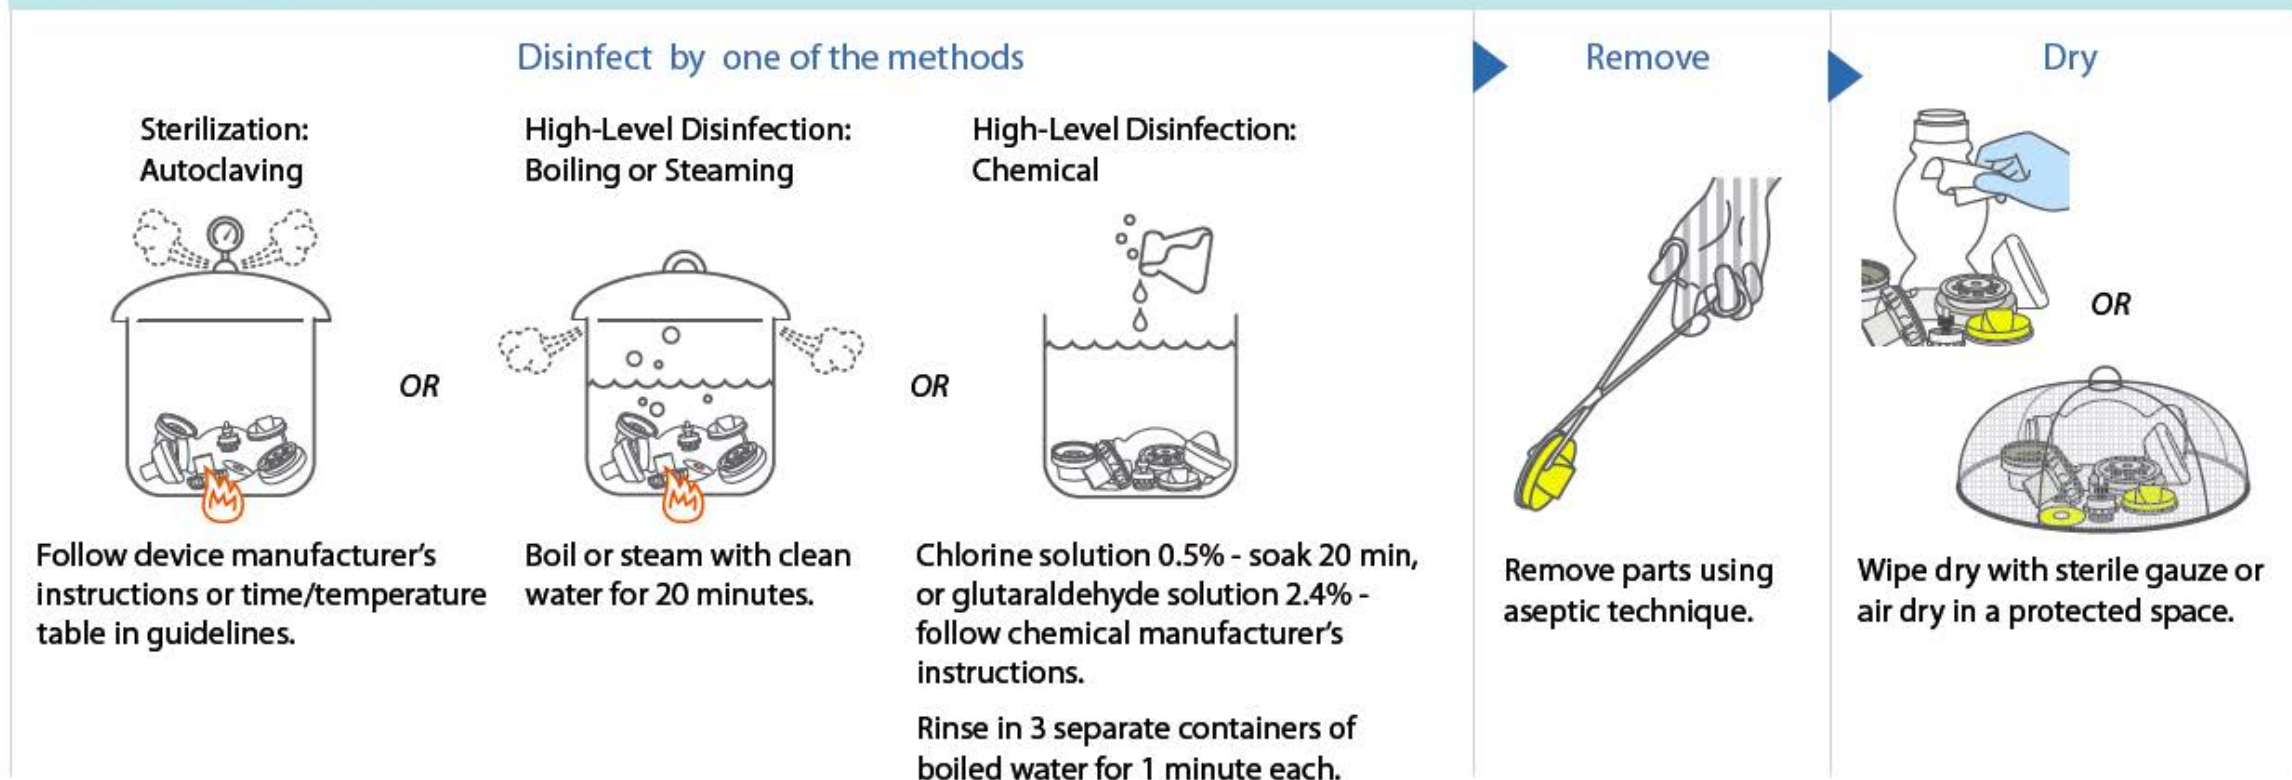 Disinfect by one of the methods
Sterilization:
Autoclaving
OR
Follow device manufacturer's
instructions or time/temperature
table in guidelines.
High-Level Disinfection:
Boiling or Steaming
OR
Boil or steam with clean
water for 20 minutes.
High-Level Disinfection:
Chemical
Chlorine solution 0.5% - soak 20 min,
or glutaraldehyde solution 2.4% -
follow chemical manufacturer's
instructions.
Rinse in 3 separate containers of
boiled water for 1 minute each.
Remove
Remove parts using
aseptic technique.
Dry
OR
Wipe dry with sterile gauze or
air dry in a protected space.